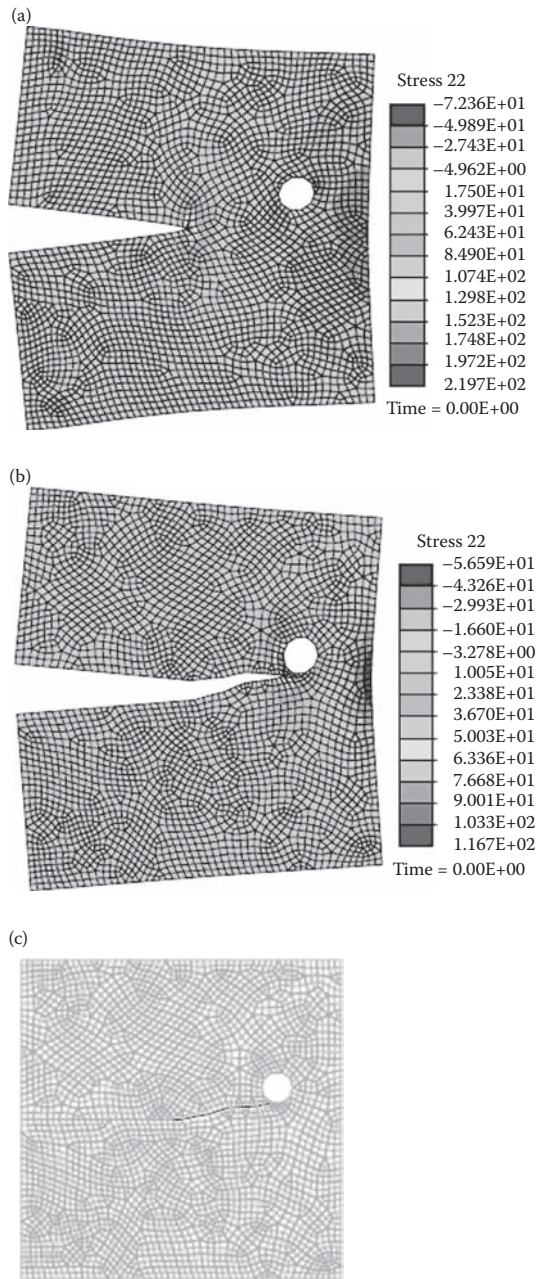 (a)
Stress 22
−7.236E+01
−4.989E+01
−2.743E+01
−4.962E+00
1.750E+01
3.997E+01
6.243E+01
8.490E+01
1.074E+02
1.298E+02
1.523E+02
1.748E+02
1.972E+02
2.197E+02
Time = 0.00E+00
(b)
Stress 22
−5.659E+01
−4.326E+01
−2.993E+01
−1.660E+01
−3.278E+00
1.005E+01
2.338E+01
3.670E+01
5.003E+01
6.336E+01
7.668E+01
9.001E+01
1.033E+02
1.167E+02
Time = 0.00E+00
(c)